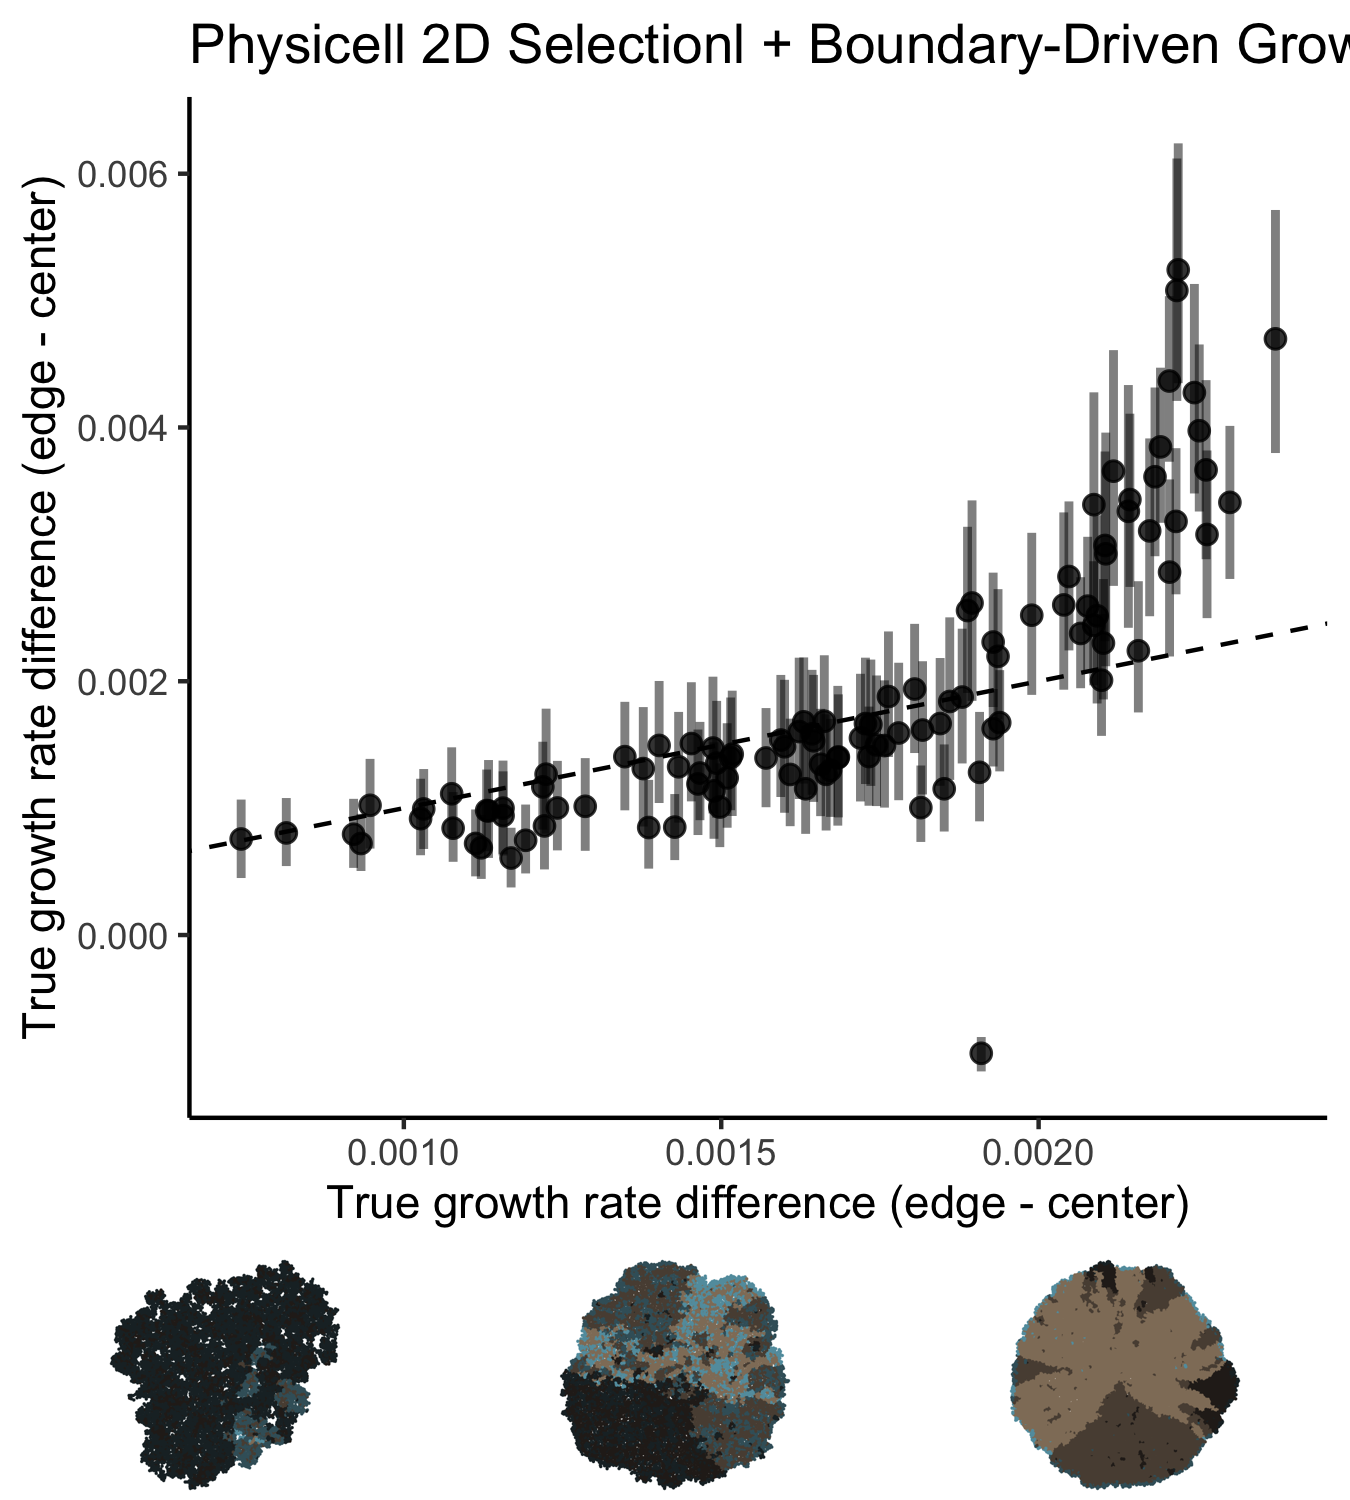 Physicell 2D Selectionl + Boundary-Driven Grow
True growth rate difference (edge - center)
0.006
0.004
0.002
0.000
0.0010
0.0015
0.0020
True growth rate difference (edge - center)